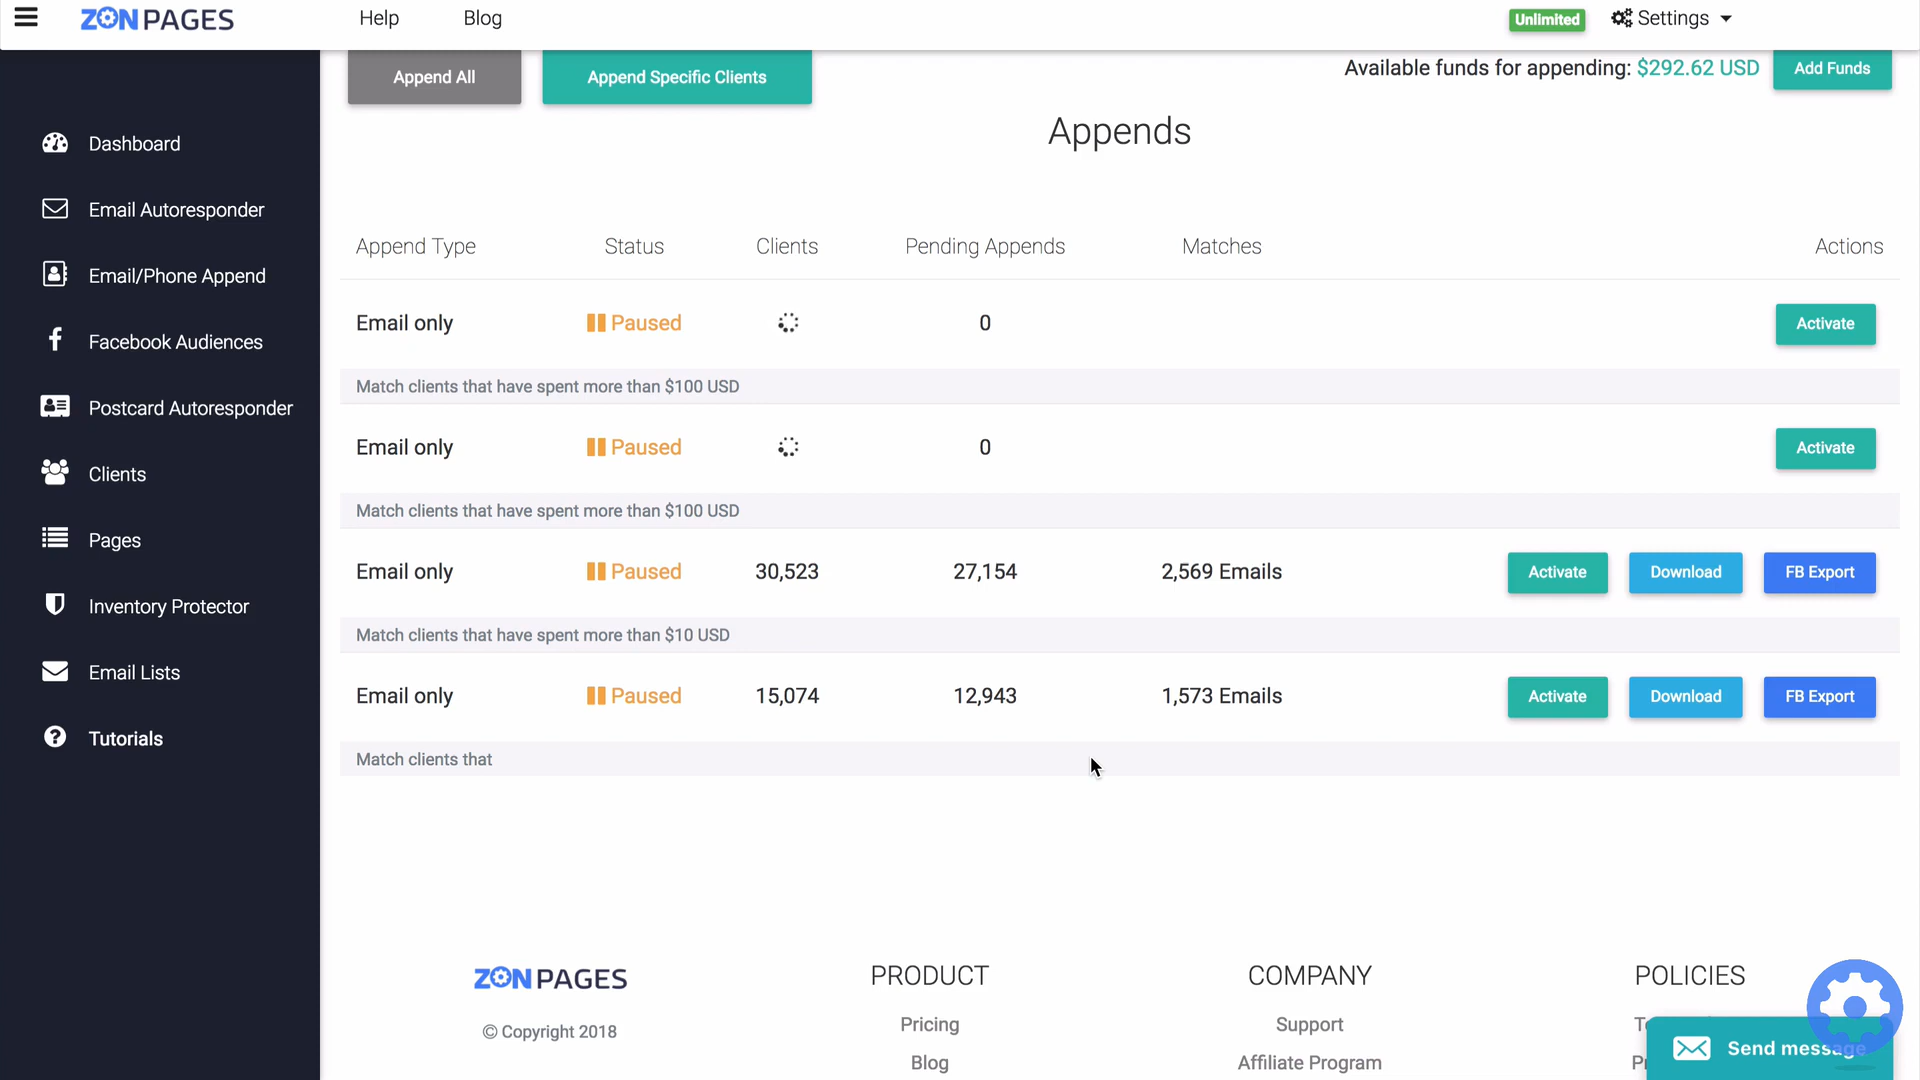 ZONPAGES
Help
Blog
Unlimited
Settings
Append All
Append Specific Clients
Available funds for appending: $292.62 USD
Add Funds
Appends
Dashboard
Email Autoresponder
Email/Phone Append
Facebook Audiences
Postcard Autoresponder
Clients
Pages
Inventory Protector
Email Lists
Tutorials
Append Type Status Clients Pending Appends Matches Actions
Email only Paused 0 Activate
Match clients that have spent more than $100 USD
Email only Paused 0 Activate
Match clients that have spent more than $100 USD
Email only Paused 30,523 27,154 2,569 Emails Activate Download FB Export
Match clients that have spent more than $10 USD
Email only Paused 15,074 12,943 1,573 Emails Activate Download FB Export
Match clients that
ZONPAGES
© Copyright 2018
PRODUCT
Pricing
Blog
COMPANY
Support
Affiliate Program
POLICIES
Send message